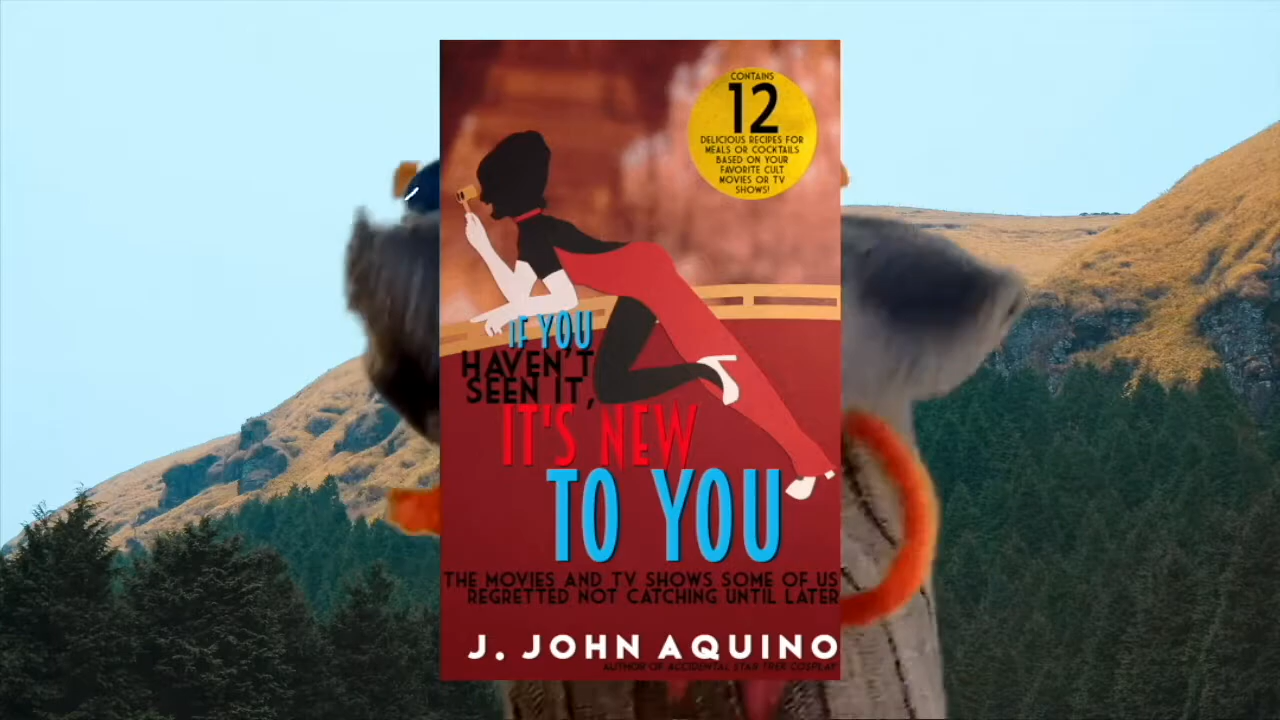 CONTAINS
12
DELICIOUS RECIPES FOR
MEALS OR COCKTAILS
BASED ON YOUR
FAVORITE CULT
MOVIES OR TV
SHOWS!
IF YOU
HAVEN'T
SEEN IT,
IT'S NEW
TO YOU
THE MOVIES AND TV SHOWS SOME OF US
REGRETTED NOT CATCHING UNTIL LATER
J. JOHN AQUINO
AUTHOR OF ACCIDENTAL STAR TREK COSPLAY